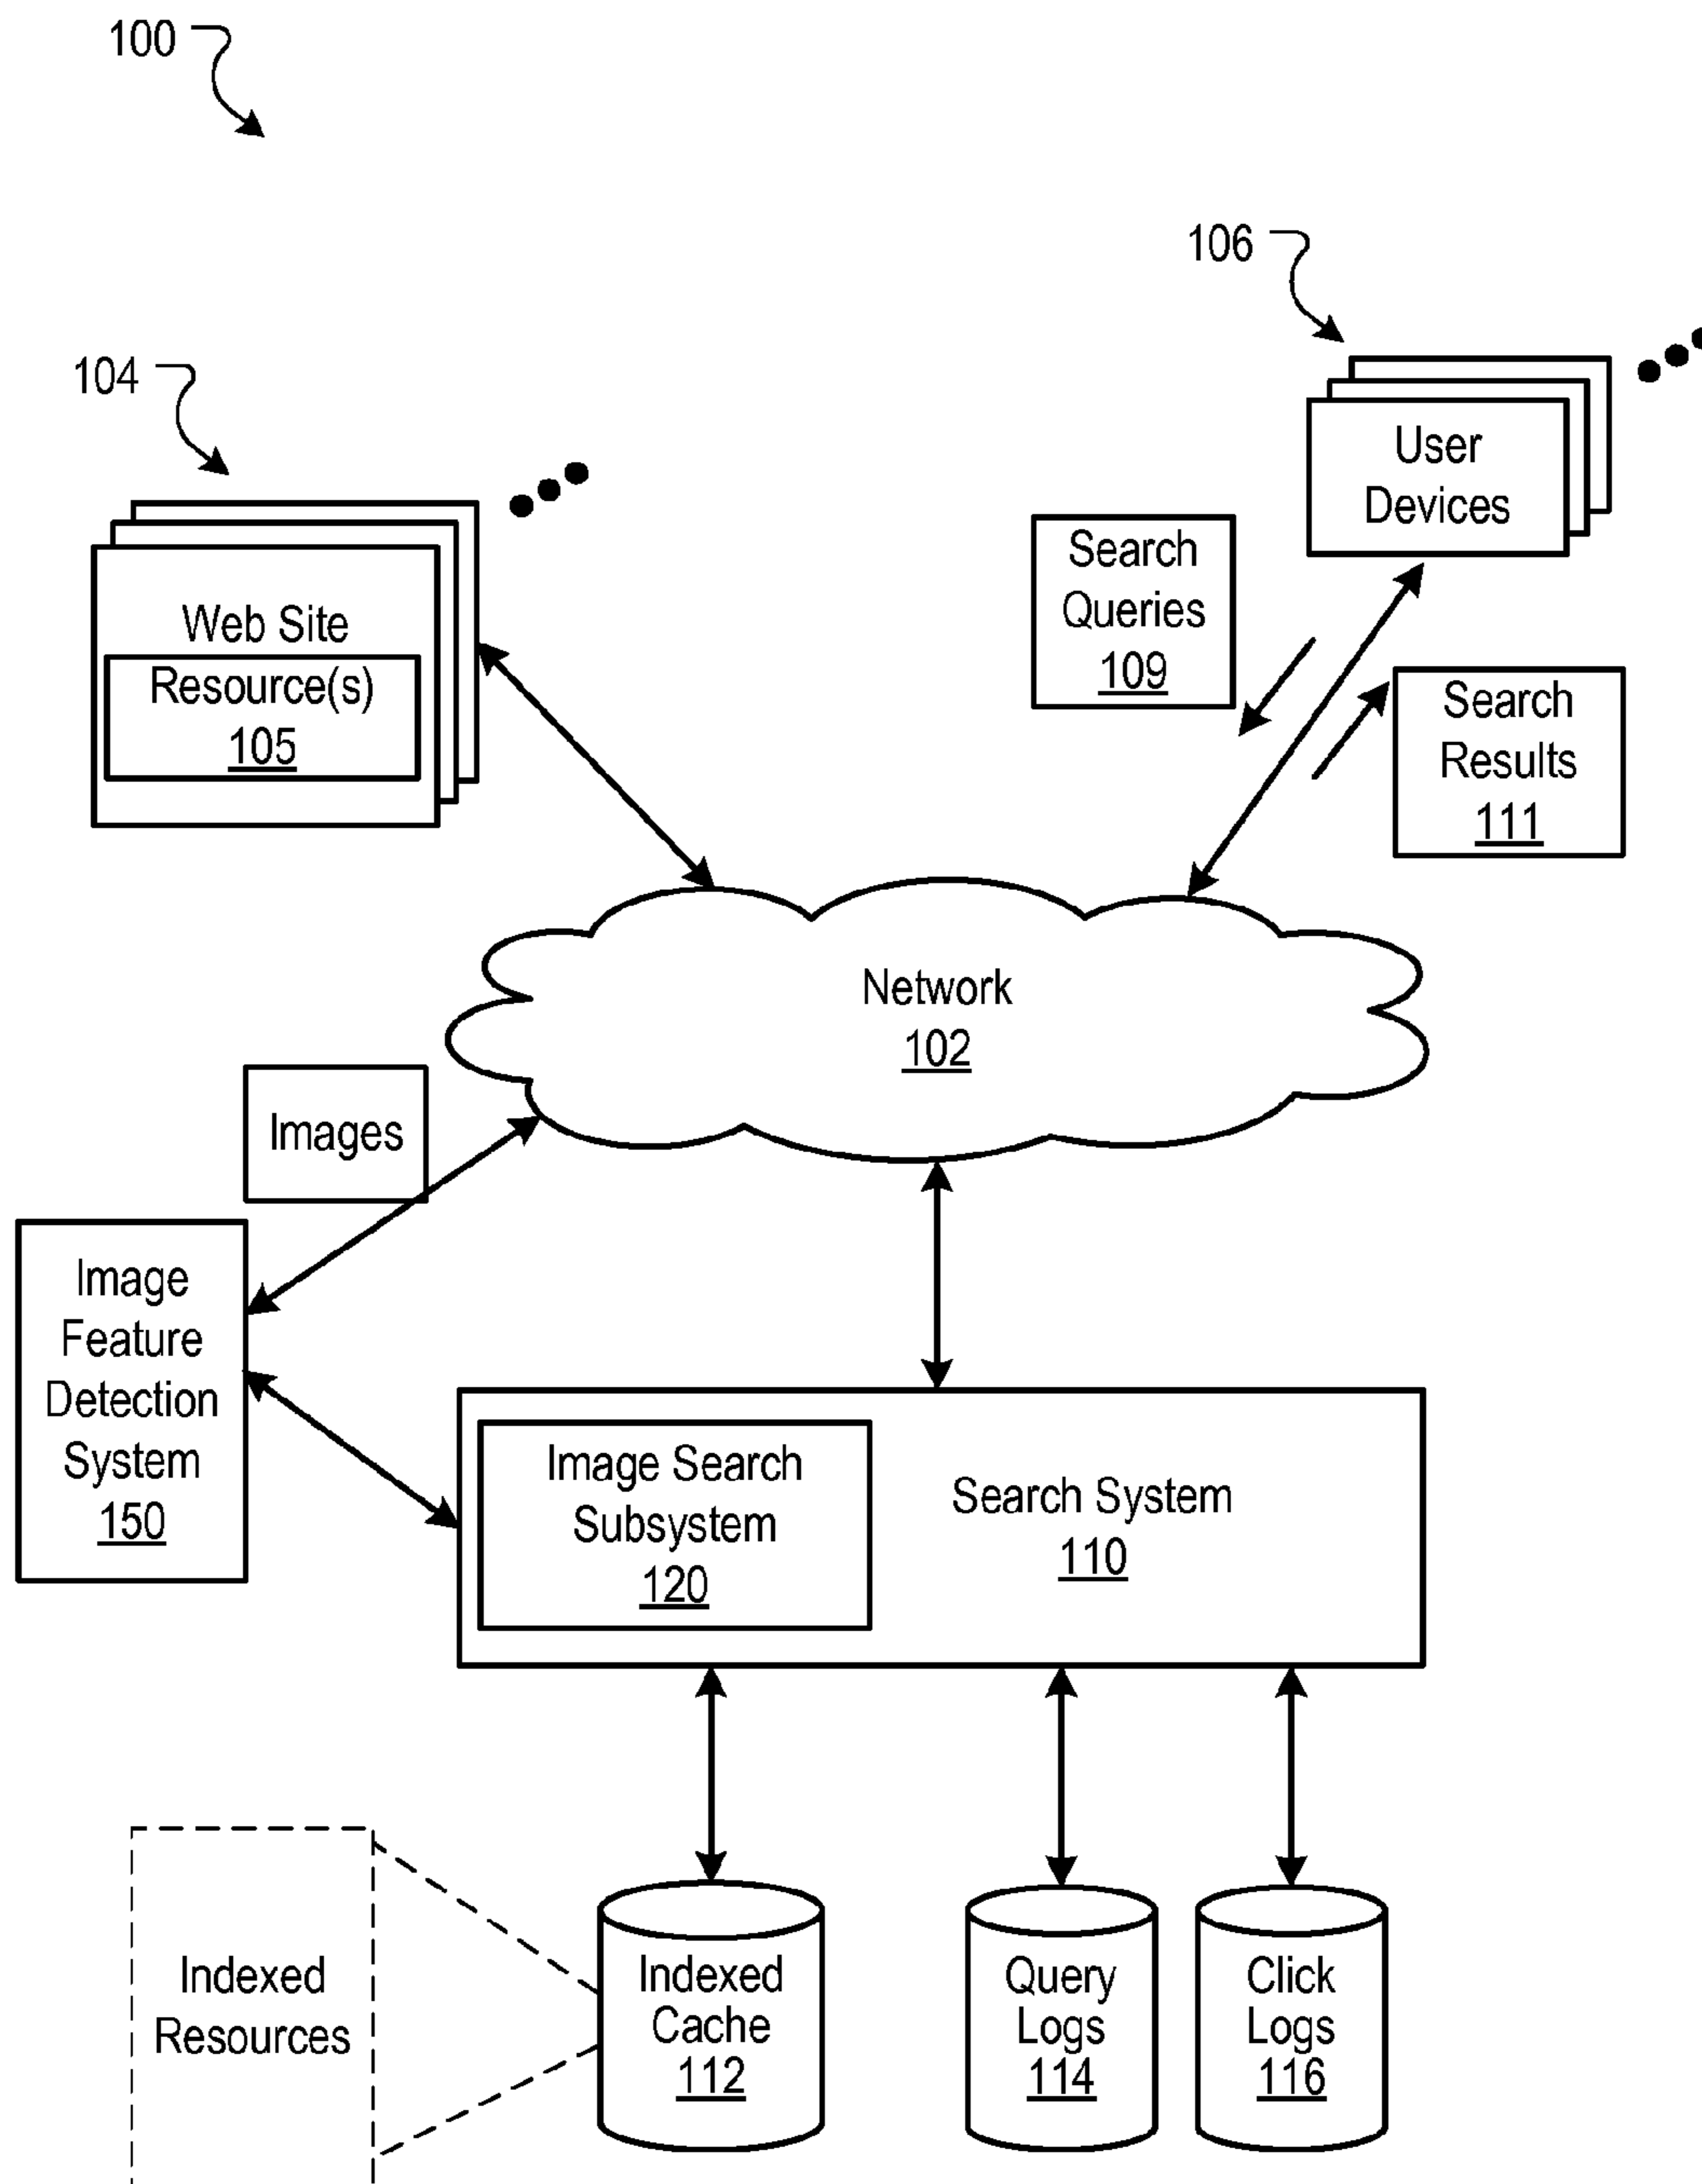 100
106
104
User
Devices
Search
Queries
109
Web Site
Resource(s)
105
Search
Results
111
Network
102
Images
Image
Feature
Detection
System
150
Image Search
Subsystem
120
Search System
110
Indexed
Resources
Indexed
Cache
112
Query
Logs
114
Click
Logs
116